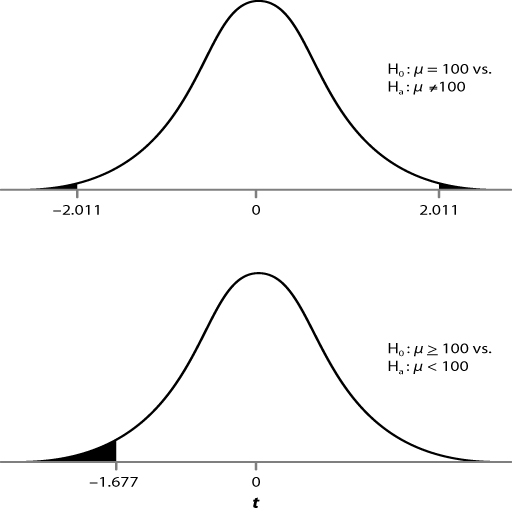 H₀: μ = 100 vs.
Hₐ: μ ≠100
−2.011 0 2.011
H₀: μ ≥ 100 vs.
Hₐ: μ < 100
−1.677 0
t